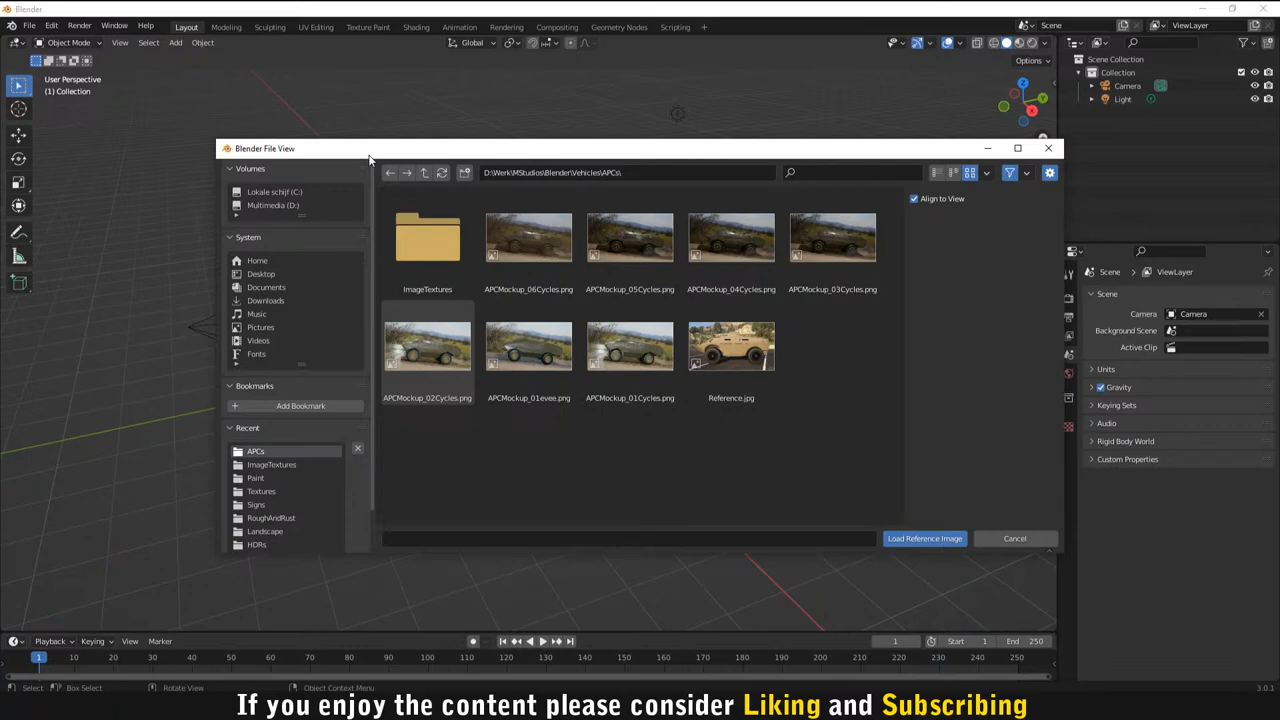 Blender
File Edit Render Window Help Layout Modeling Sculpting UV Editing Texture Paint Shading Animation Rendering Compositing Geometry Nodes Scripting + Scene ViewLayer
Object Mode View Select Add Object Global
Options
User Perspective
(1) Collection
Scene Collection
Collection
Camera
Light
Blender File View
Volumes
Lokale schijf (C:)
Multimedia (D:)
System
Home
Desktop
Documents
Downloads
Music
Pictures
Videos
Fonts
Bookmarks
Add Bookmark
Recent
APCs
ImageTextures
Paint
Textures
Signs
RoughAndRust
Landscape
HDRs
D:\Werk\MStudios\Blender\Vehicles\APCs\
Align to View
ImageTextures APCMockup_06Cycles.png APCMockup_05Cycles.png APCMockup_04Cycles.png APCMockup_03Cycles.png
APCMockup_02Cycles.png APCMockup_01evee.png APCMockup_01Cycles.png Reference.jpg
Load Reference Image Cancel
Scene ViewLayer
Scene
Camera Camera
Background Scene
Active Clip
Units
Gravity
Keying Sets
Audio
Rigid Body World
Custom Properties
Playback Keying View Marker 1 Start 1 End 250
1 10 20 30 40 50 60 70 80 90 100 110 120 130 140 150 160 170 180 190 200 210 220 230 240 250
Select Box Select Rotate View Object Context Menu 3.0.1
If you enjoy the content please consider Liking and Subscribing